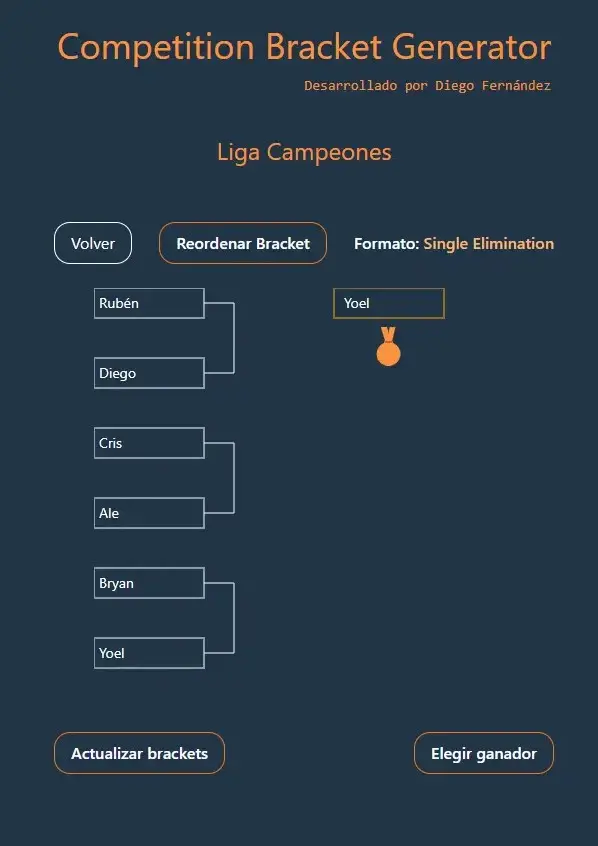 Competition Bracket Generator
Desarrollado por Diego Fernández
Liga Campeones
Volver
Reordenar Bracket
Formato: Single Elimination
Rubén
Yoel
Diego
Cris
Ale
Bryan
Yoel
Actualizar brackets
Elegir ganador